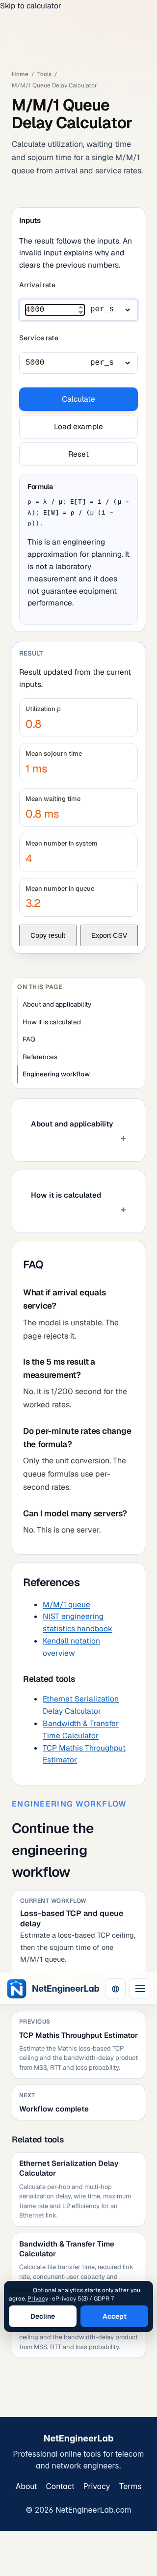 Skip to calculator
Home / Tools /
M/M/1 Queue Delay Calculator
M/M/1 Queue
Delay Calculator
Calculate utilization, waiting time
and sojourn time for a single M/M/1
queue from arrival and service rates.
Inputs
The result follows the inputs. An
invalid input explains why and
clears the previous numbers.
Arrival rate
4000 per_s
Service rate
5000 per_s
Calculate
Load example
Reset
Formula
ρ = λ / μ; E[T] = 1 / (μ −
λ); E[W] = ρ / (μ (1 −
ρ)).
This is an engineering
approximation for planning. It
is not a laboratory
measurement and it does
not guarantee equipment
performance.
RESULT
Result updated from the current
inputs.
Utilization ρ
0.8
Mean sojourn time
1 ms
Mean waiting time
0.8 ms
Mean number in system
4
Mean number in queue
3.2
Copy result
Export CSV
ON THIS PAGE
About and applicability
How it is calculated
FAQ
References
Engineering workflow
About and applicability
+
How it is calculated
+
FAQ
What if arrival equals
service?
The model is unstable. The
page rejects it.
Is the 5 ms result a
measurement?
No. It is 1/200 second for the
worked rates.
Do per-minute rates change
the formula?
Only the unit conversion. The
queue formulas use per-
second rates.
Can I model many servers?
No. This is one server.
References
• M/M/1 queue
• NIST engineering
statistics handbook
• Kendall notation
overview
Related tools
• Ethernet Serialization
Delay Calculator
• Bandwidth & Transfer
Time Calculator
• TCP Mathis Throughput
Estimator
ENGINEERING WORKFLOW
Continue the
engineering
workflow
CURRENT WORKFLOW
Loss-based TCP and queue
delay
Estimate a loss-based TCP ceiling,
then the sojourn time of one
M/M/1 queue.
NetEngineerLab
PREVIOUS
TCP Mathis Throughput Estimator
Estimate the Mathis loss-based TCP
ceiling and the bandwidth-delay product
from MSS, RTT and loss probability.
NEXT
Workflow complete
Related tools
Ethernet Serialization Delay
Calculator
Calculate per-hop and multi-hop
serialization delay, wire time, maximum
frame rate and L2 efficiency for an
Ethernet link.
Bandwidth & Transfer Time
Calculator
Calculate file transfer time, required link
rate, concurrent-user capacity and
Optional analytics starts only after you
agree. Privacy · ePrivacy 5(3) / GDPR 7
Decline
Accept
ceiling and the bandwidth-delay product
from MSS, RTT and loss probability.
NetEngineerLab
Professional online tools for telecom
and network engineers.
About Contact Privacy Terms
© 2026 NetEngineerLab.com